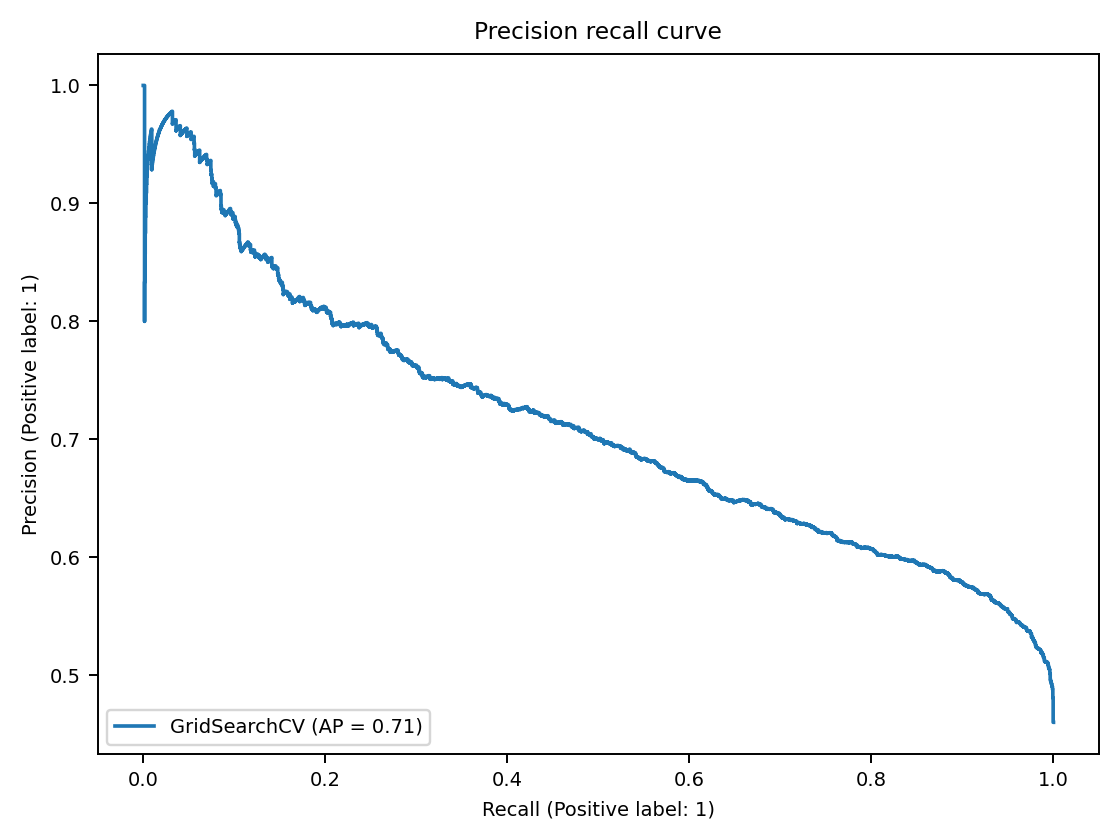 Precision recall curve
1.0
0.9
0.8
0.7
0.6
0.5
Precision (Positive label: 1)
GridSearchCV (AP = 0.71)
0.0 0.2 0.4 0.6 0.8 1.0
Recall (Positive label: 1)